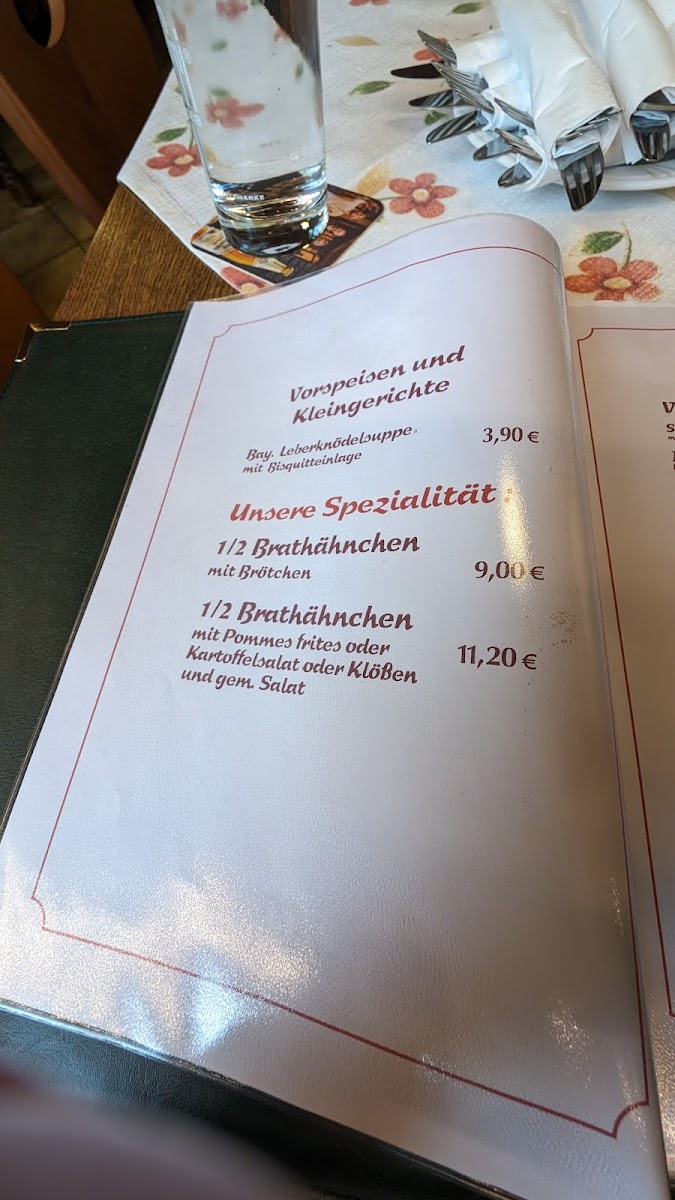 MARKE
Vorspeisen und
Kleingerichte
Bay. Leberknödelsuppe
mit Bisquitteinlage
3,90 €
Unsere Spezialität :
1/2 Brathähnchen
mit Brötchen
9,00 €
1/2 Brathähnchen
mit Pommes frites oder
Kartoffelsalat oder Klößen
und gem. Salat
11,20 €